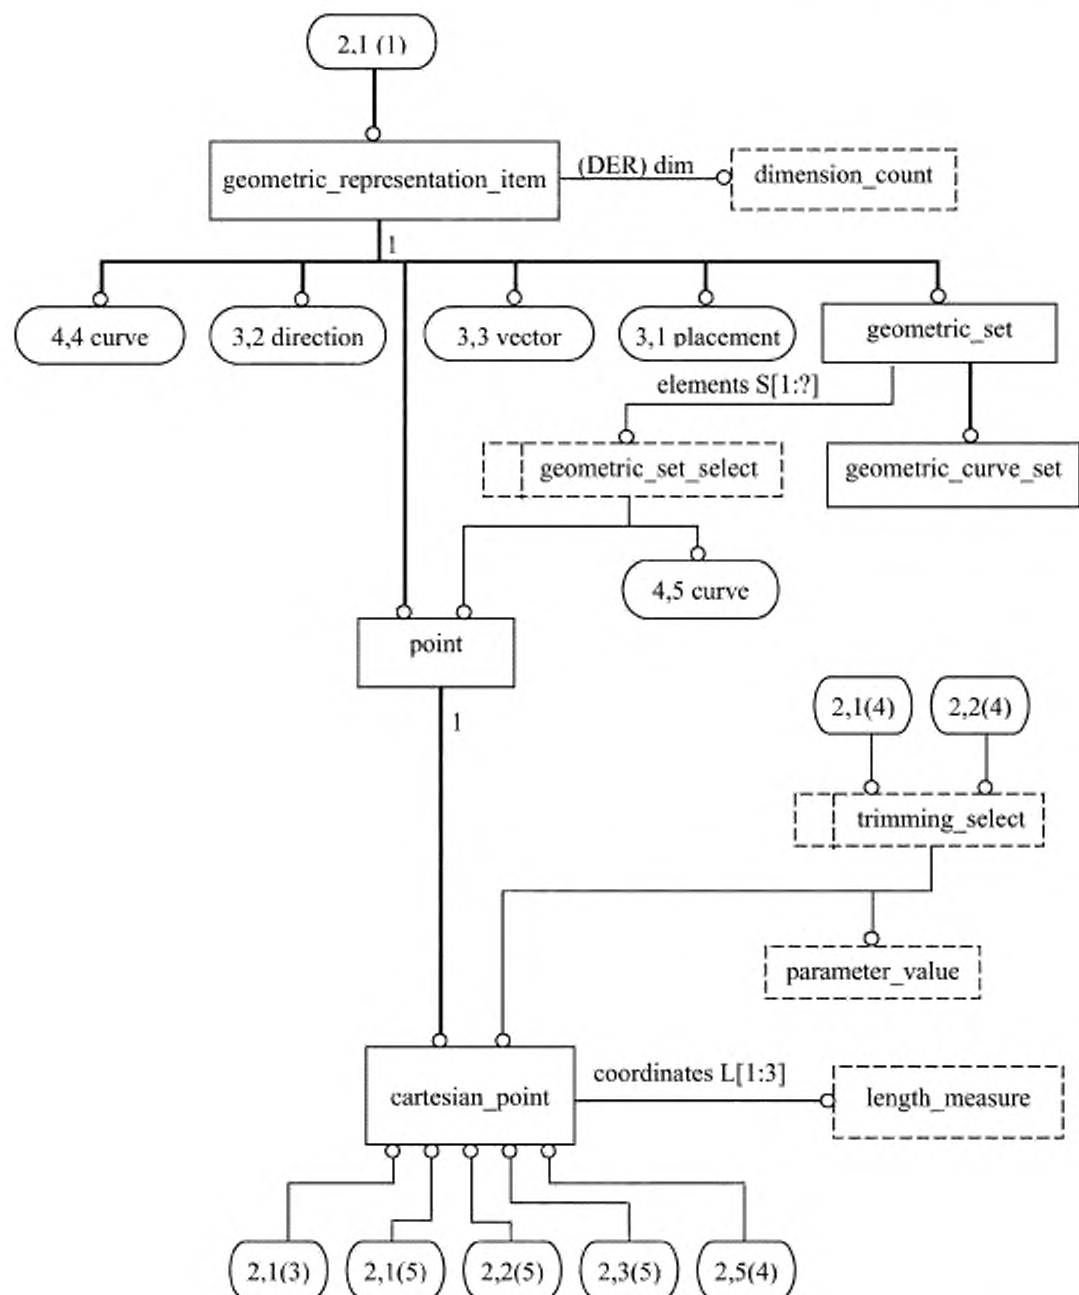 2,1 (1)
geometric_representation_item
(DER) dim
dimension_count
1
4,4 curve
3,2 direction
3,3 vector
3,1 placement
geometric_set
elements S[1:?]
geometric_set_select
geometric_curve_set
4,5 curve
point
1
2,1(4)
2,2(4)
trimming_select
parameter_value
cartesian_point
coordinates L[1:3]
length_measure
2,1(3)
2,1(5)
2,2(5)
2,3(5)
2,5(4)